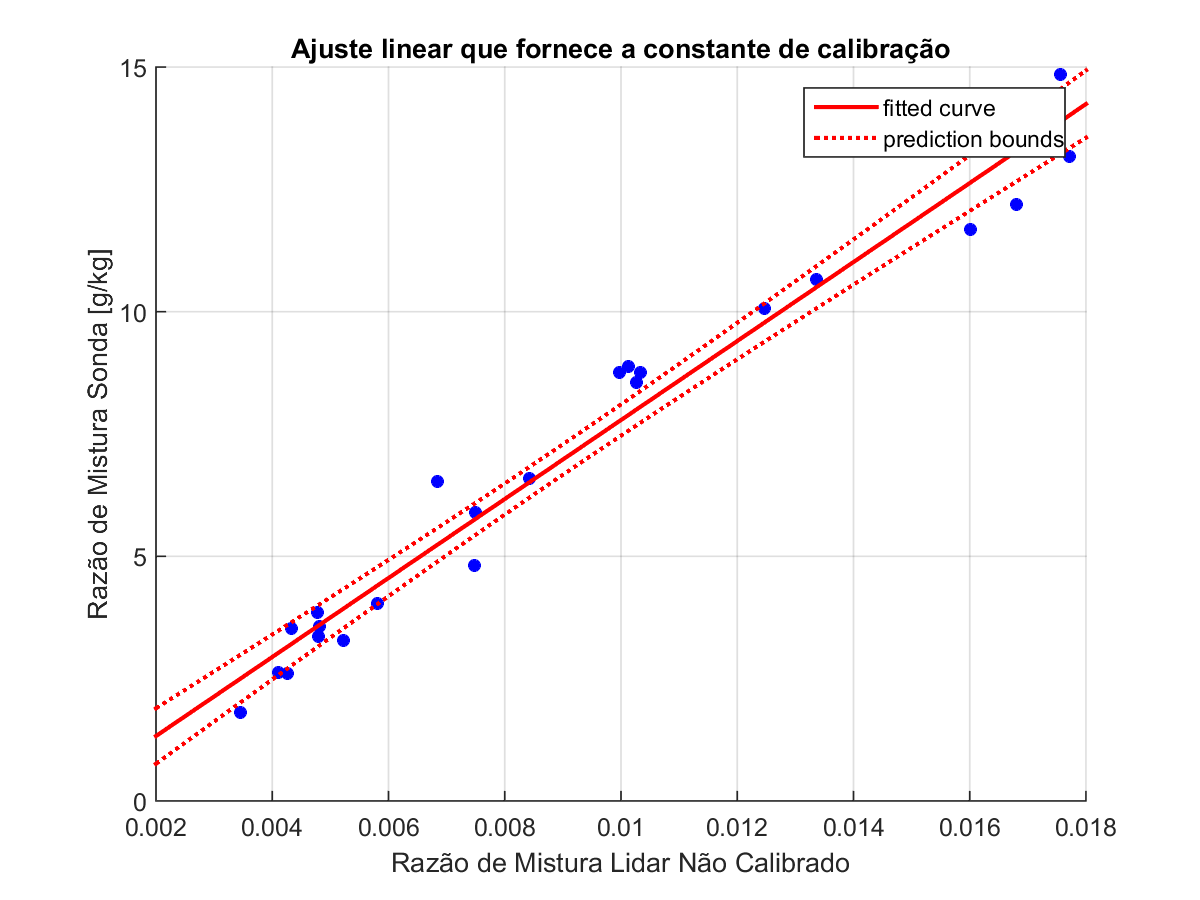 Ajuste linear que fornece a constante de calibração
fitted curve
prediction bounds
15
10
5
0
Razão de Mistura Sonda [g/kg]
0.002 0.004 0.006 0.008 0.01 0.012 0.014 0.016 0.018
Razão de Mistura Lidar Não Calibrado